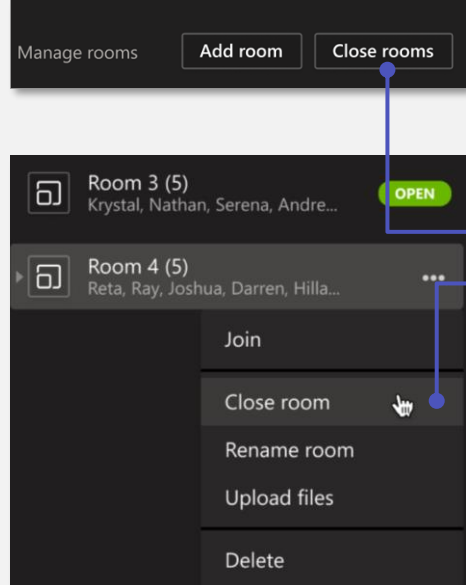 Manage rooms Add room Close rooms
Room 3 (5)
Krystal, Nathan, Serena, Andre... OPEN
Room 4 (5)
Reta, Ray, Joshua, Darren, Hilla...
Join
Close room
Rename room
Upload files
Delete